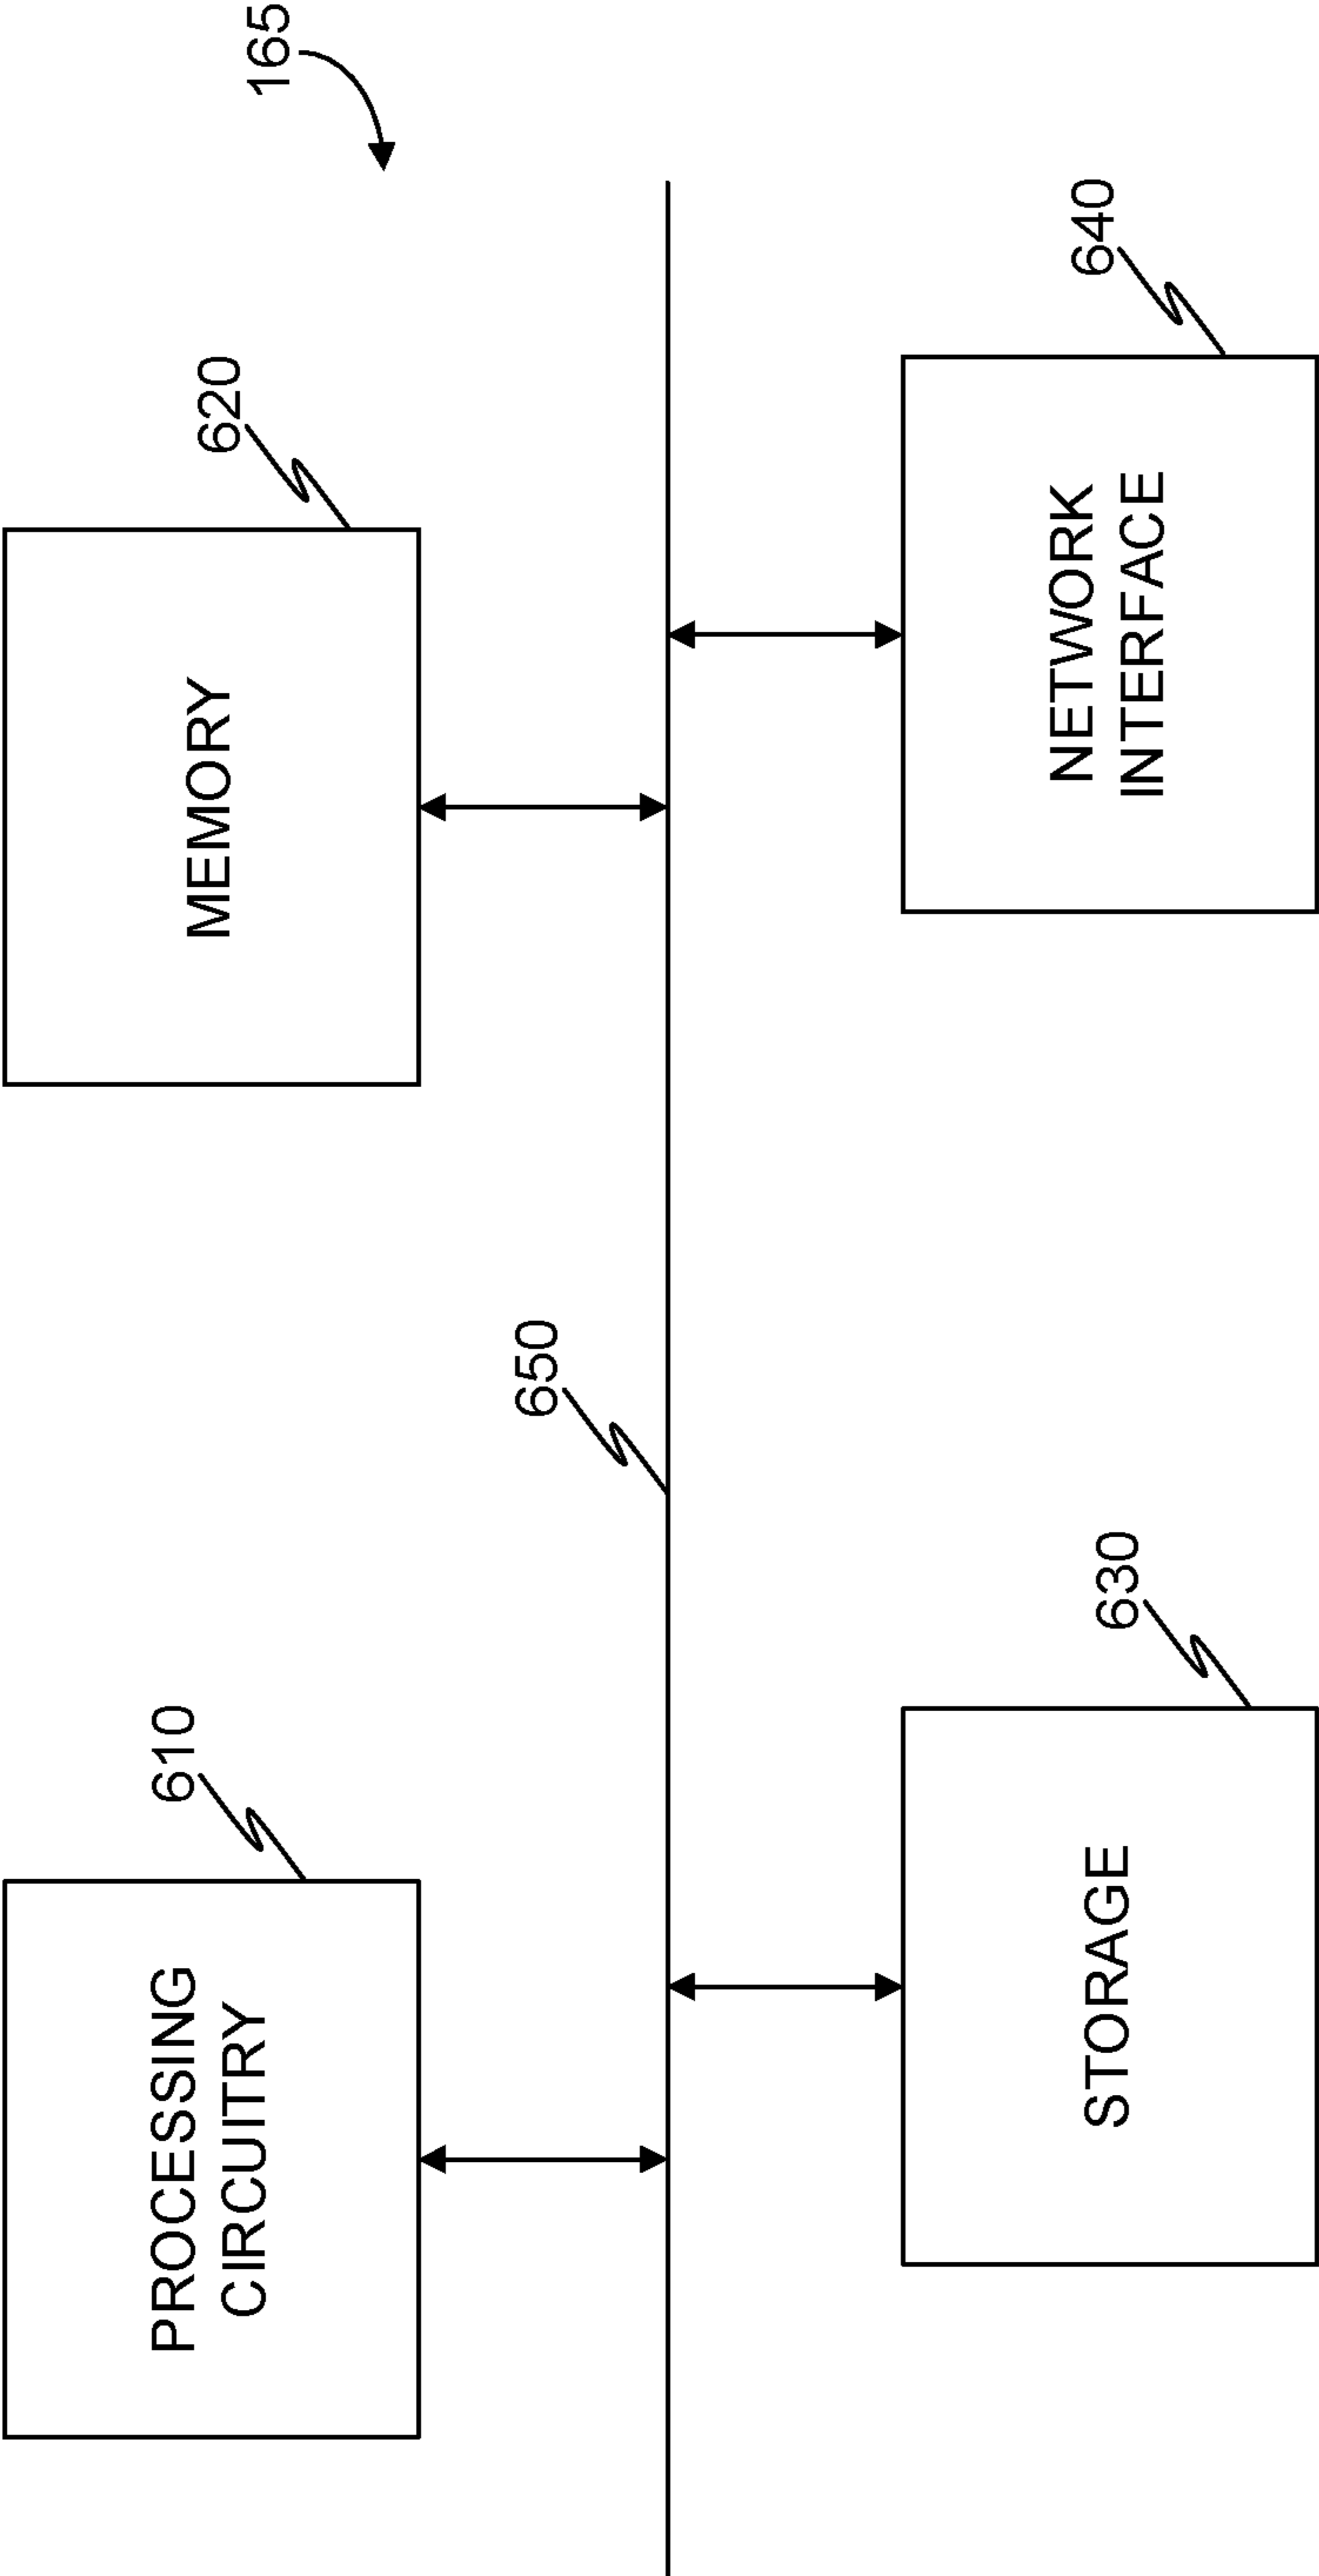 165
610
PROCESSING
CIRCUITRY
620
MEMORY
650
630
STORAGE
640
NETWORK
INTERFACE